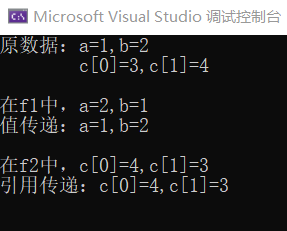 Microsoft Visual Studio 调试控制台
原数据：a=1,b=2
c[0]=3,c[1]=4
在f1中，a=2,b=1
值传递：a=1,b=2
在f2中，c[0]=4,c[1]=3
引用传递：c[0]=4,c[1]=3